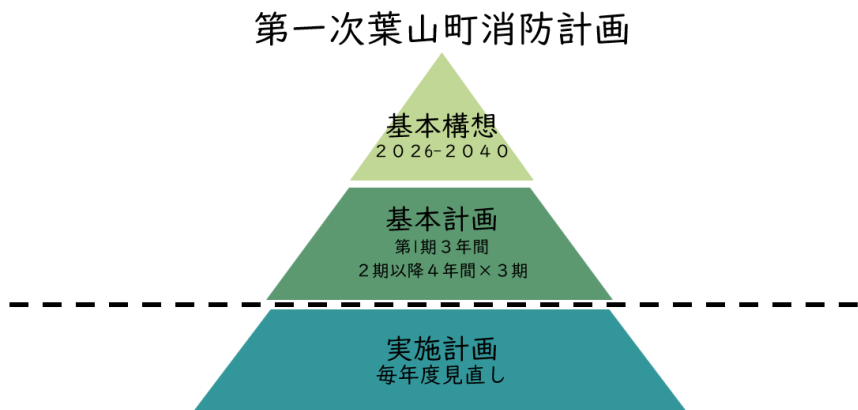 第一次葉山町消防計画
基本構想
２０２６-２０４０
基本計画
第1期３年間
２期以降４年間×３期
実施計画
毎年度見直し